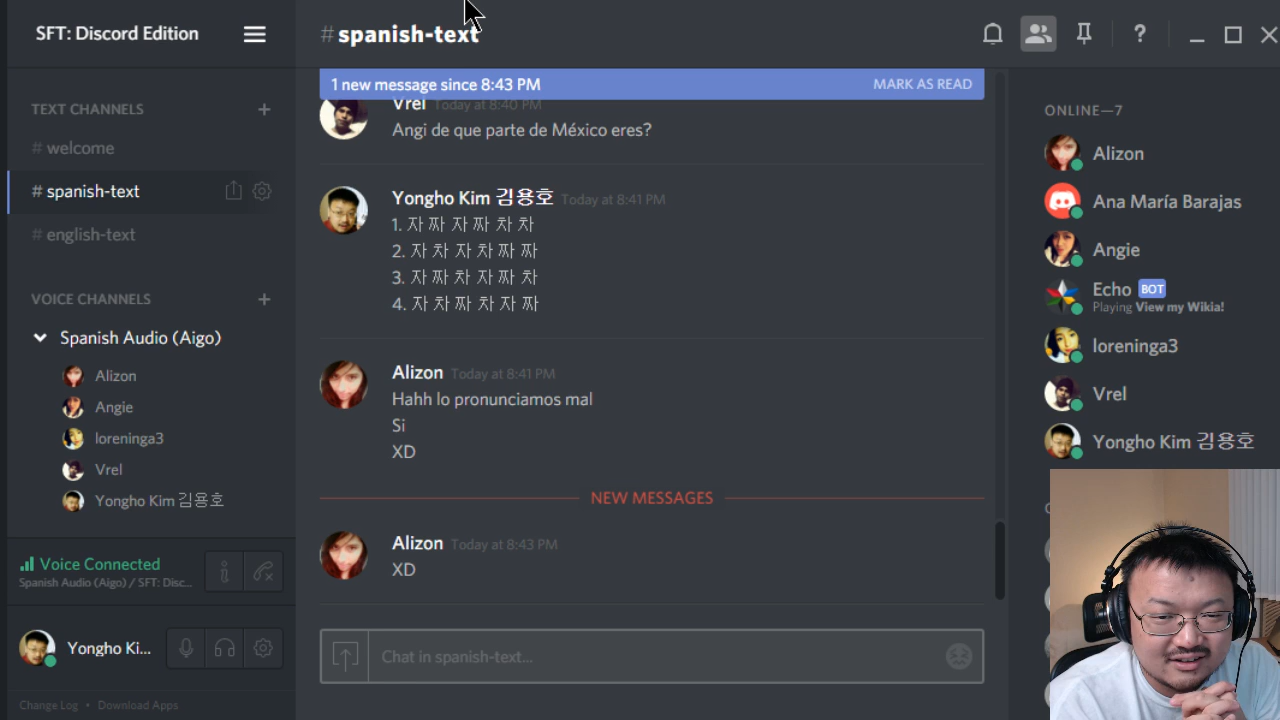 SFT: Discord Edition
TEXT CHANNELS
# welcome
# spanish-text
# english-text
VOICE CHANNELS
Spanish Audio (Aigo)
Alizon
Angie
loreninga3
Vrel
Yongho Kim 김용호
Voice Connected
Spanish Audio (Aigo) / SFT: Disc...
Yongho Ki...
Change Log • Download Apps
# spanish-text
1 new message since 8:43 PM MARK AS READ
Vrel Today at 8:40 PM
Angi de que parte de México eres?
Yongho Kim 김용호 Today at 8:41 PM
1. 자 짜 자 짜 차 차
2. 자 차 자 차 짜 짜
3. 자 짜 차 자 짜 차
4. 자 차 짜 차 자 짜
Alizon Today at 8:41 PM
Hahh lo pronunciamos mal
Si
XD
NEW MESSAGES
Alizon Today at 8:43 PM
XD
Chat in spanish-text...
ONLINE—7
Alizon
Ana María Barajas
Angie
Echo BOT
Playing View my Wikia!
loreninga3
Vrel
Yongho Kim 김용호